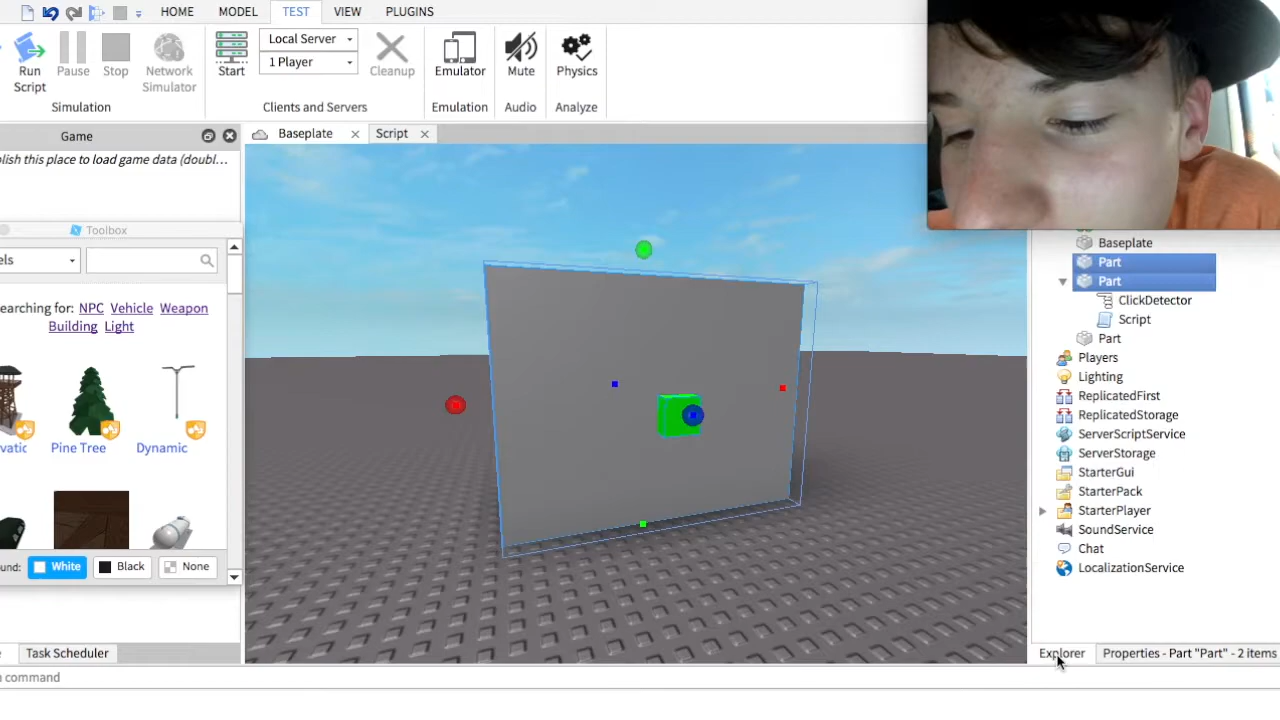 HOME MODEL TEST VIEW PLUGINS
Run Script
Pause
Stop
Network Simulator
Simulation
Start
Local Server
1 Player
Cleanup
Clients and Servers
Emulator
Emulation
Mute
Audio
Physics
Analyze
Game
Baseplate
Script
lish this place to load game data (doubl...
Toolbox
els
earching for: NPC Vehicle Weapon
Building Light
vatic
Pine Tree
Dynamic
und: White Black None
Task Scheduler
n command
Baseplate
Part
Part
ClickDetector
Script
Part
Players
Lighting
ReplicatedFirst
ReplicatedStorage
ServerScriptService
ServerStorage
StarterGui
StarterPack
StarterPlayer
SoundService
Chat
LocalizationService
Explorer
Properties - Part "Part" - 2 items